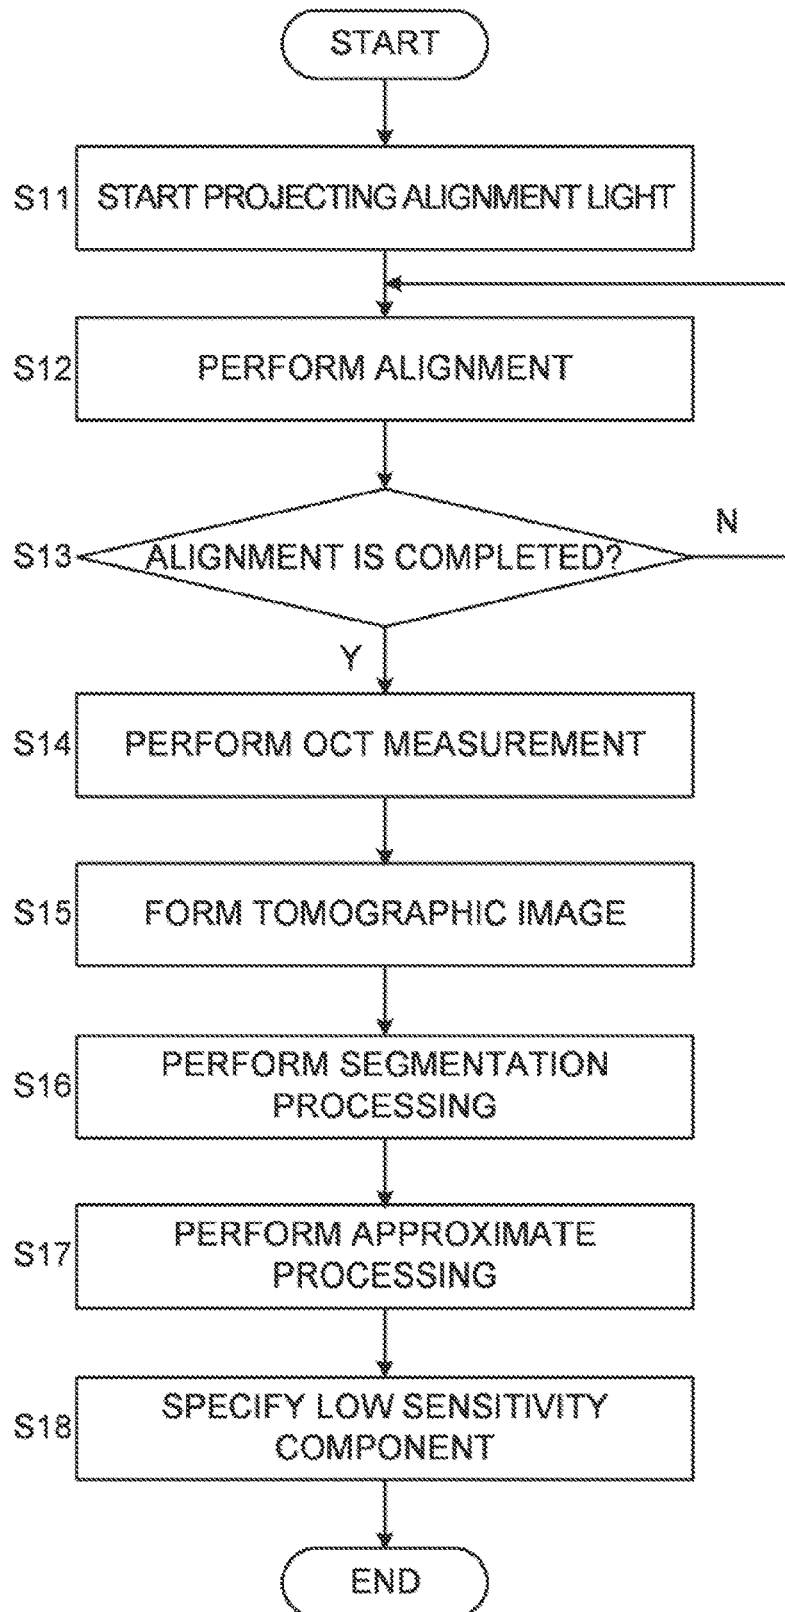 START
S11
START PROJECTING ALIGNMENT LIGHT
S12
PERFORM ALIGNMENT
S13
ALIGNMENT IS COMPLETED?
N
Y
S14
PERFORM OCT MEASUREMENT
S15
FORM TOMOGRAPHIC IMAGE
S16
PERFORM SEGMENTATION
PROCESSING
S17
PERFORM APPROXIMATE
PROCESSING
S18
SPECIFY LOW SENSITIVITY
COMPONENT
END